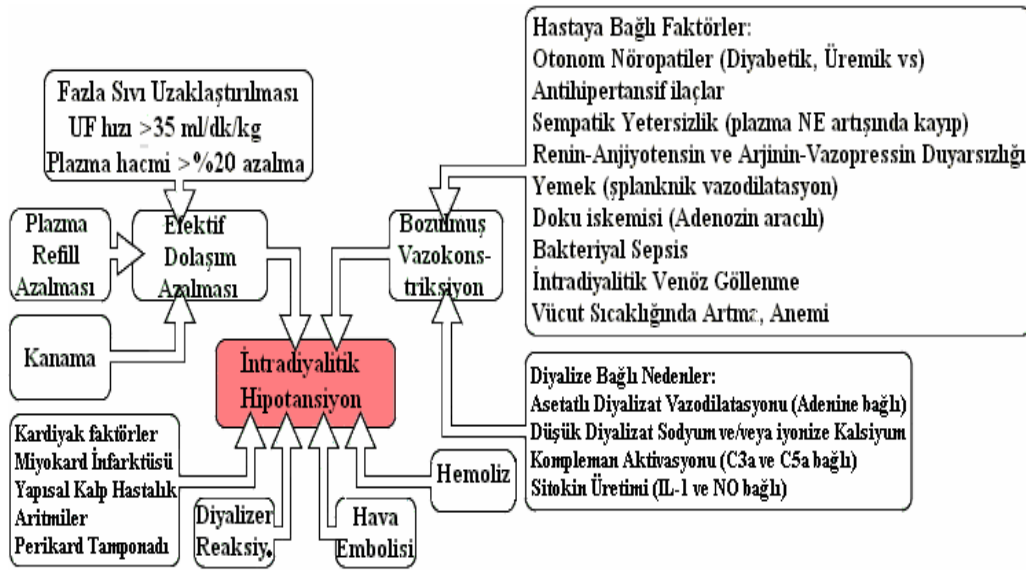 Fazla Sıvı Uzaklaştırılması
UF hızı >35 ml/dk/kg
Plazma hacmi >%20 azalma
Plazma
Refill
Azalması
Efektif
Dolaşım
Azalması
Kanama
Bozulmuş
Vazokons-
triksiyon
Hastaya Bağlı Faktörler:
Otonom Nöropatiler (Diyabetik, Üremik vs)
Antihipertansif ilaçlar
Sempatik Yetersizlik (plazma NE artışında kayıp)
Renin-Anjiyotensin ve Arjinin-Vazopressin Duyarsızlığı
Yemek (şplanknik vazodilatasyon)
Doku iskemisi (Adenozin aracılı)
Bakteriyal Sepsis
İntradiyalitik Venöz Göllenme
Vücut Sıcaklığında Artma, Anemi
İntradiyalitik
Hipotansiyon
Diyalize Bağlı Nedenler:
Asetatlı Diyalizat Vazodilatasyonu (Adenine bağlı)
Düşük Diyalizat Sodyum ve/veya iyonize Kalsiyum
Kompleman Aktivasyonu (C3a ve C5a bağlı)
Sitokin Üretimi (IL-1 ve NO bağlı)
Kardiyak faktörler
Miyokard İnfarktüsü
Yapısal Kalp Hastalık
Aritmiler
Perikard Tamponadı
Diyalizer
Reaksiy.
Hava
Embolisi
Hemoliz